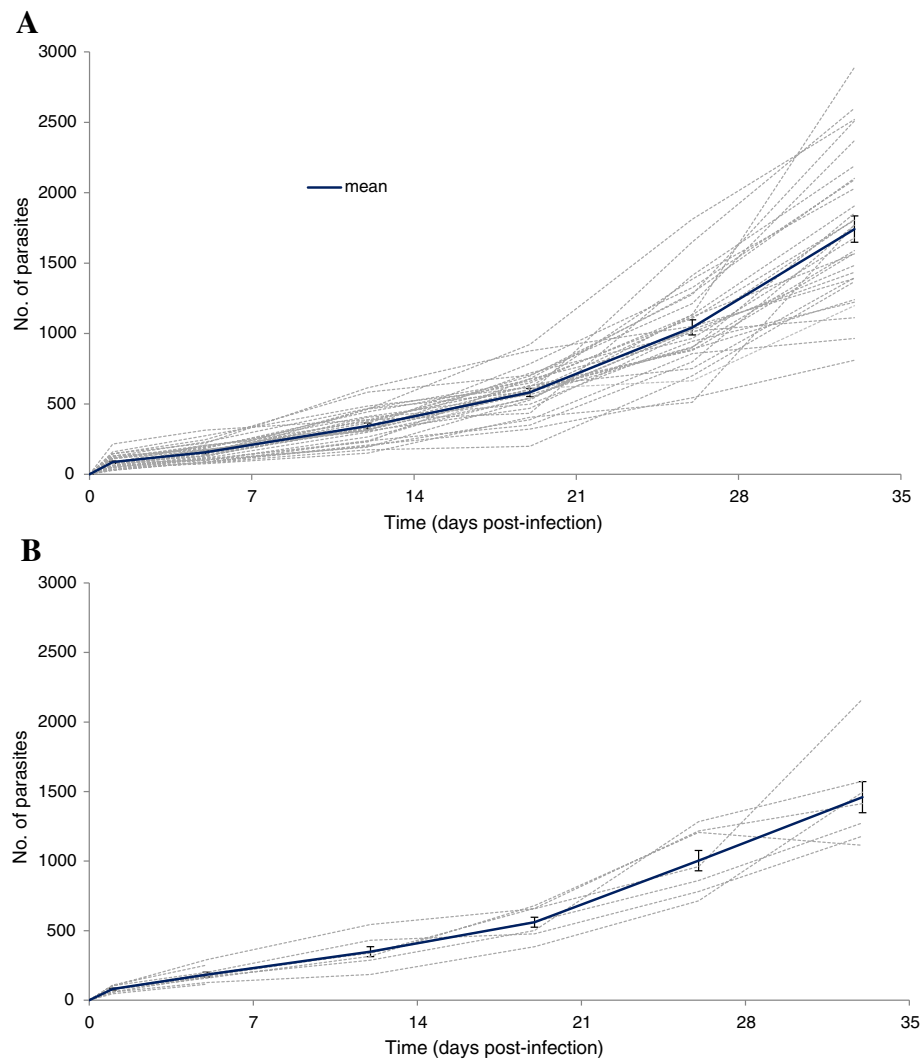 A
3000
2500
2000
1500
1000
500
0
No. of parasites
mean
0 7 14 21 28 35
Time (days post-infection)
B
3000
2500
2000
1500
1000
500
0
No. of parasites
0 7 14 21 28 35
Time (days post-infection)